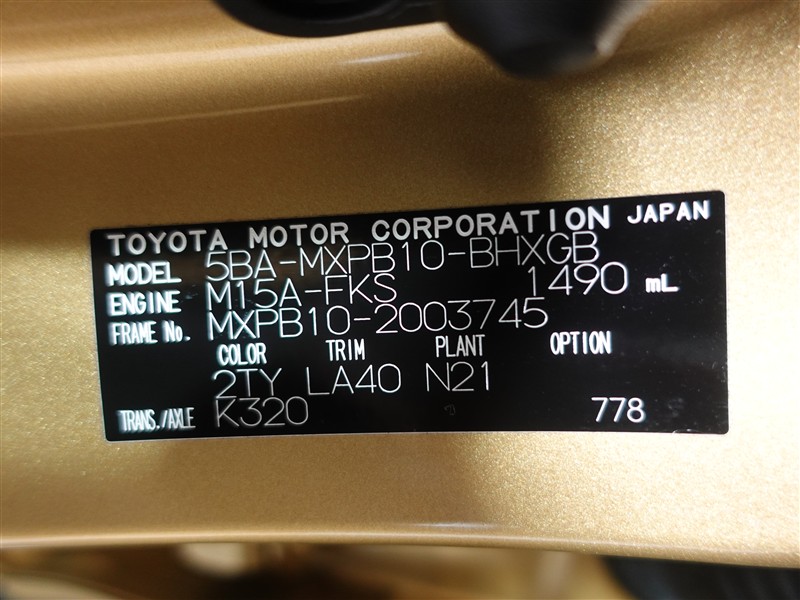 TOYOTA MOTOR CORPORATION JAPAN
MODEL 5BA-MXPB10-BHXGB
ENGINE M15A-FKS 1490 mL
FRAME No. MXPB10-2003745
COLOR TRIM PLANT OPTION
2TY LA40 N21
TRANS./AXLE K320 778